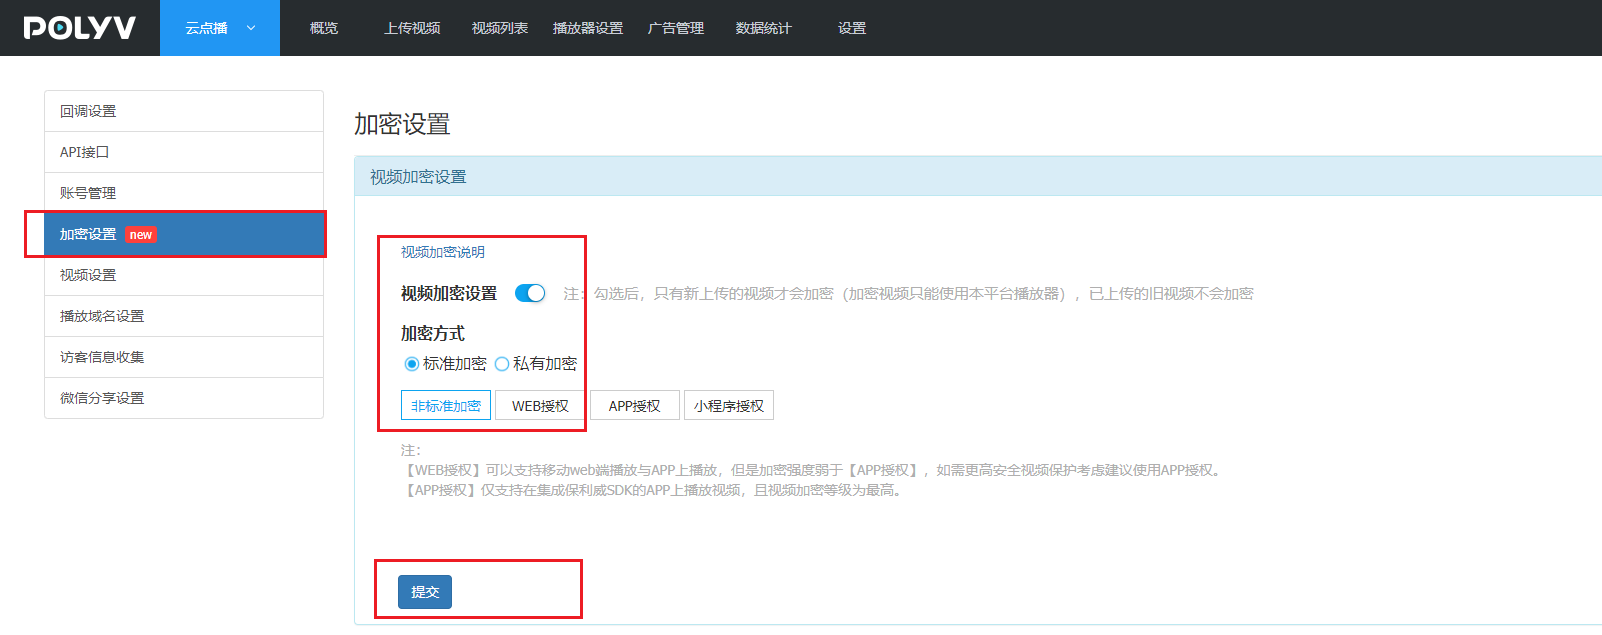 POLYV 云点播 概览 上传视频 视频列表 播放器设置 广告管理 数据统计 设置
回调设置
API接口
账号管理
加密设置 new
视频设置
播放域名设置
访客信息收集
微信分享设置
加密设置
视频加密设置
视频加密说明
视频加密设置 注：勾选后，只有新上传的视频才会加密（加密视频只能使用本平台播放器），已上传的旧视频不会加密
加密方式
标准加密 私有加密
非标准加密 WEB授权 APP授权 小程序授权
注：
【WEB授权】可以支持移动web端播放与APP上播放，但是加密强度弱于【APP授权】，如需更高安全视频保护考虑建议使用APP授权。
【APP授权】仅支持在集成保利威SDK的APP上播放视频，且视频加密等级为最高。
提交